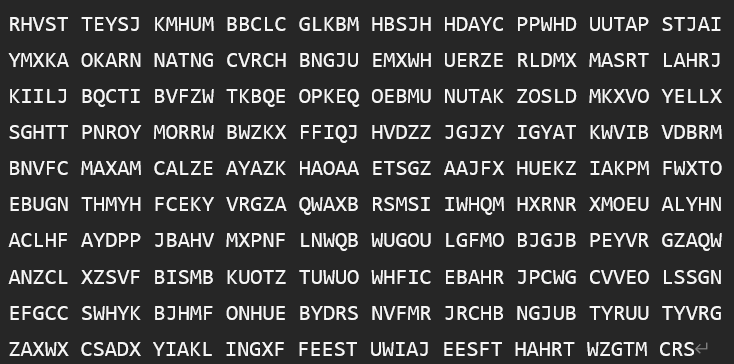 RHVST TEYSJ KMHUM BBCLC GLKBM HBSJH HDAYC PPWHD UUTAP STJAI
YMXKA OKARN NATNG CVRCH BNGJU EMXWH UERZE RLDMX MASRT LAHRJ
KIILJ BQCTI BVFZW TKBQE OPKEQ OEBMU NUTAK ZOSLD MKXVO YELLX
SGHTT PNROY MORRW BWZKX FFIQJ HVDZZ JGJZY IGYAT KWVIB VDBRM
BNVFC MAXAM CALZE AYAZK HAOAA ETSGZ AAJFX HUEKZ IAKPM FWXTO
EBUGN THMYH FCEKY VRGZA QWAXB RSMSI IWHQM HXRNR XMOEU ALYHN
ACLHF AYDPP JBAHV MXPNF LNWQB WUGOU LGFMO BJGJB PEYVR GZAQW
ANZCL XZSVF BISMB KUOTZ TUWUO WHFIC EBAHR JPCWG CVVEO LSSGN
EFGCC SWHYK BJHMF ONHUE BYDRS NVFMR JRCHB NGJUB TYRUU TYVRG
ZAXWX CSADX YIAKL INGXF FEEST UWIAJ EESFT HAHRT WZGTM CRS